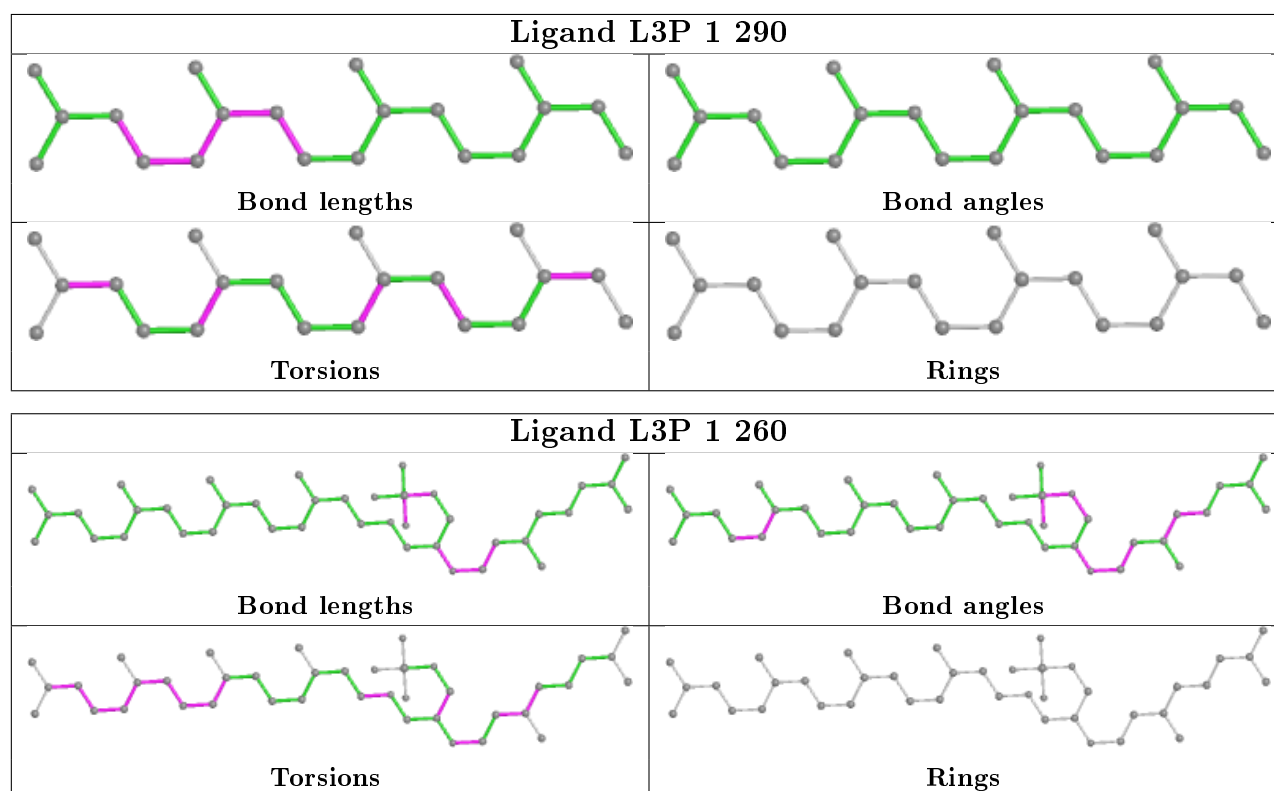 Ligand L3P 1 290
Bond lengths
Bond angles
Torsions
Rings
Ligand L3P 1 260
Bond lengths
Bond angles
Torsions
Rings